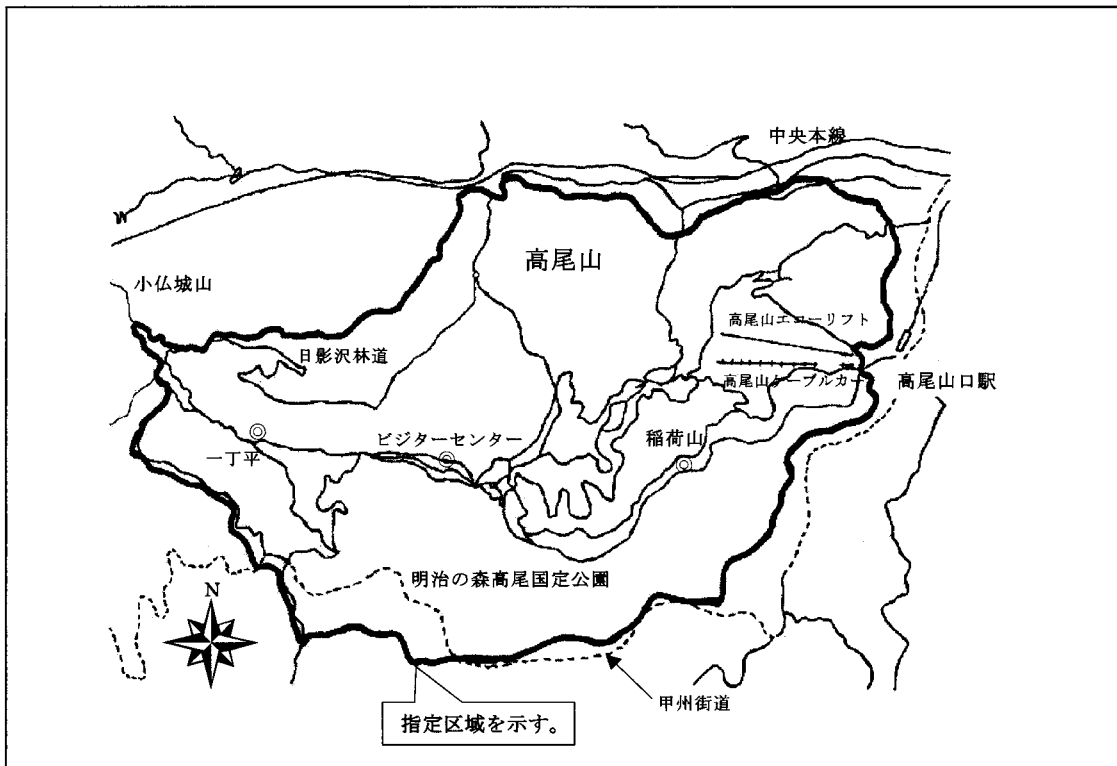 中央本線
高尾山
小仏城山
高尾山エコーリフト
日影沢林道
高尾山ケーブルカー
高尾山口駅
ビジターセンター
稲荷山
一丁平
明治の森高尾国定公園
N
甲州街道
指定区域を示す。